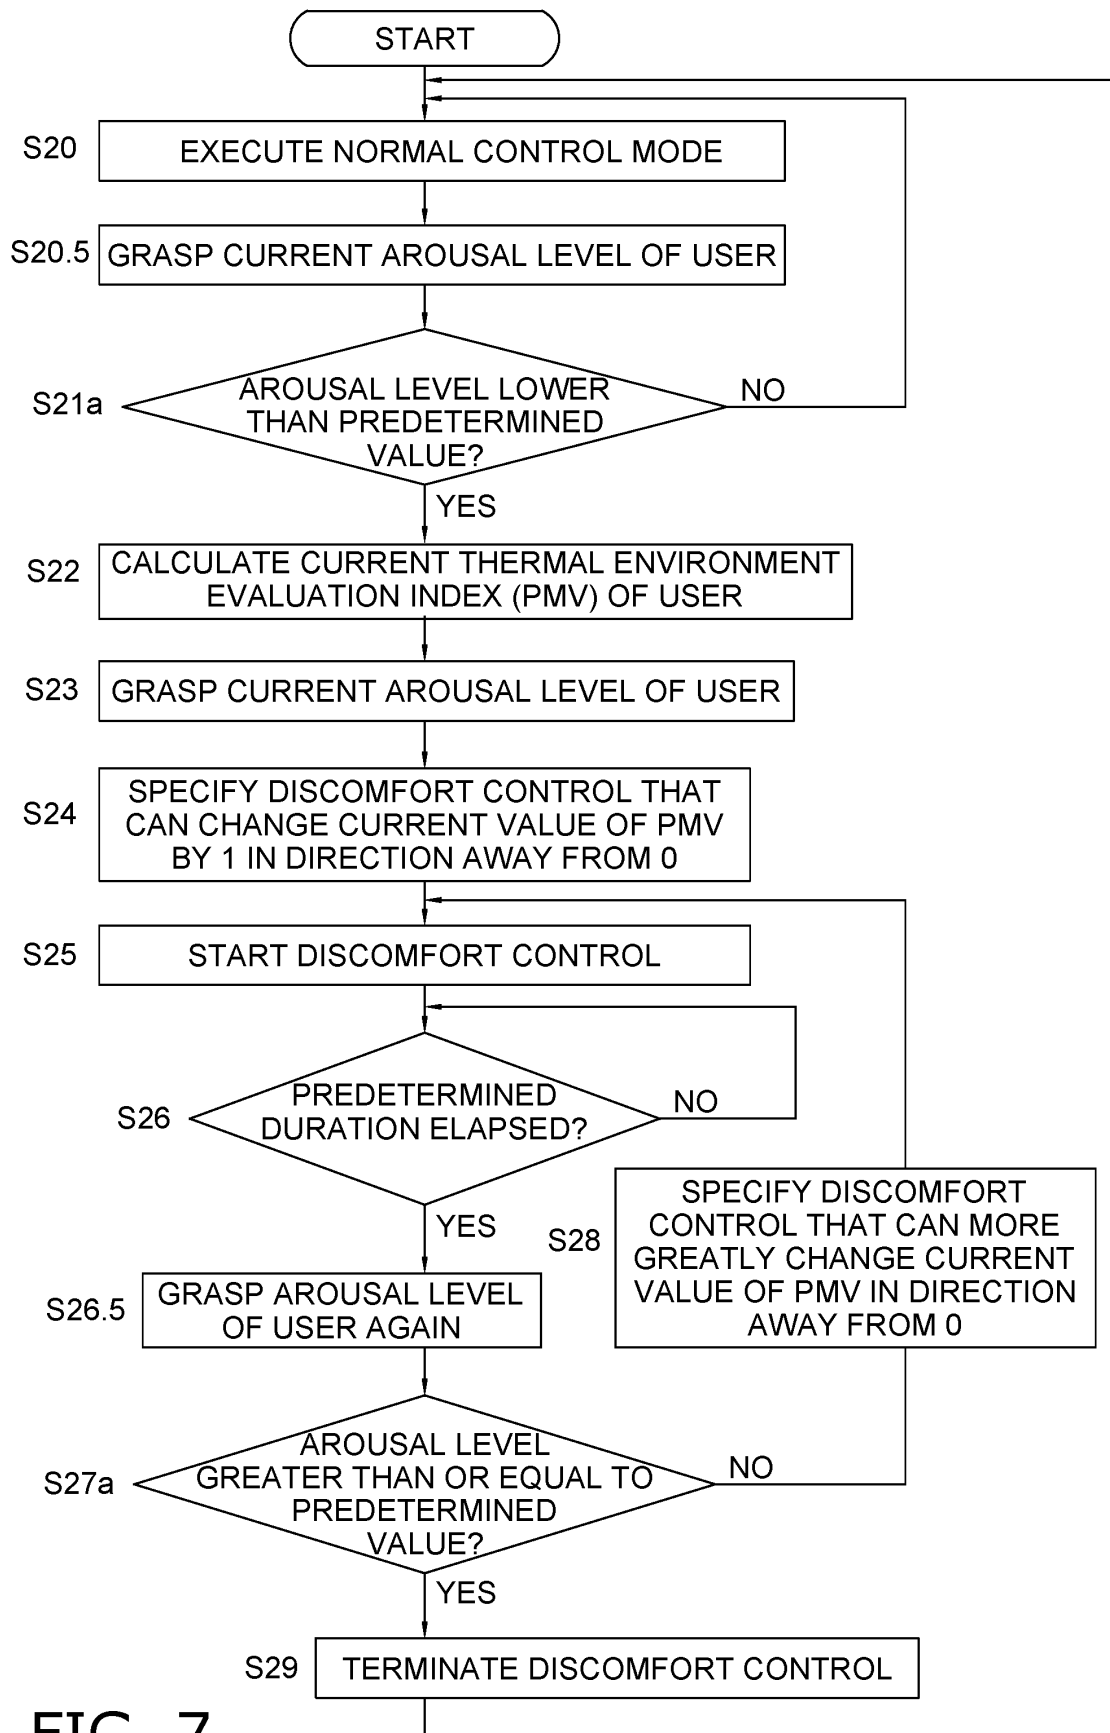 START
S20
EXECUTE NORMAL CONTROL MODE
S20.5
GRASP CURRENT AROUSAL LEVEL OF USER
S21a
AROUSAL LEVEL LOWER
THAN PREDETERMINED
VALUE?
NO
YES
S22
CALCULATE CURRENT THERMAL ENVIRONMENT
EVALUATION INDEX (PMV) OF USER
S23
GRASP CURRENT AROUSAL LEVEL OF USER
S24
SPECIFY DISCOMFORT CONTROL THAT
CAN CHANGE CURRENT VALUE OF PMV
BY 1 IN DIRECTION AWAY FROM 0
S25
START DISCOMFORT CONTROL
S26
PREDETERMINED
DURATION ELAPSED?
NO
YES
S28
SPECIFY DISCOMFORT
CONTROL THAT CAN MORE
GREATLY CHANGE CURRENT
VALUE OF PMV IN DIRECTION
AWAY FROM 0
S26.5
GRASP AROUSAL LEVEL
OF USER AGAIN
S27a
AROUSAL LEVEL
GREATER THAN OR EQUAL TO
PREDETERMINED
VALUE?
NO
YES
S29
TERMINATE DISCOMFORT CONTROL
FIG. 7